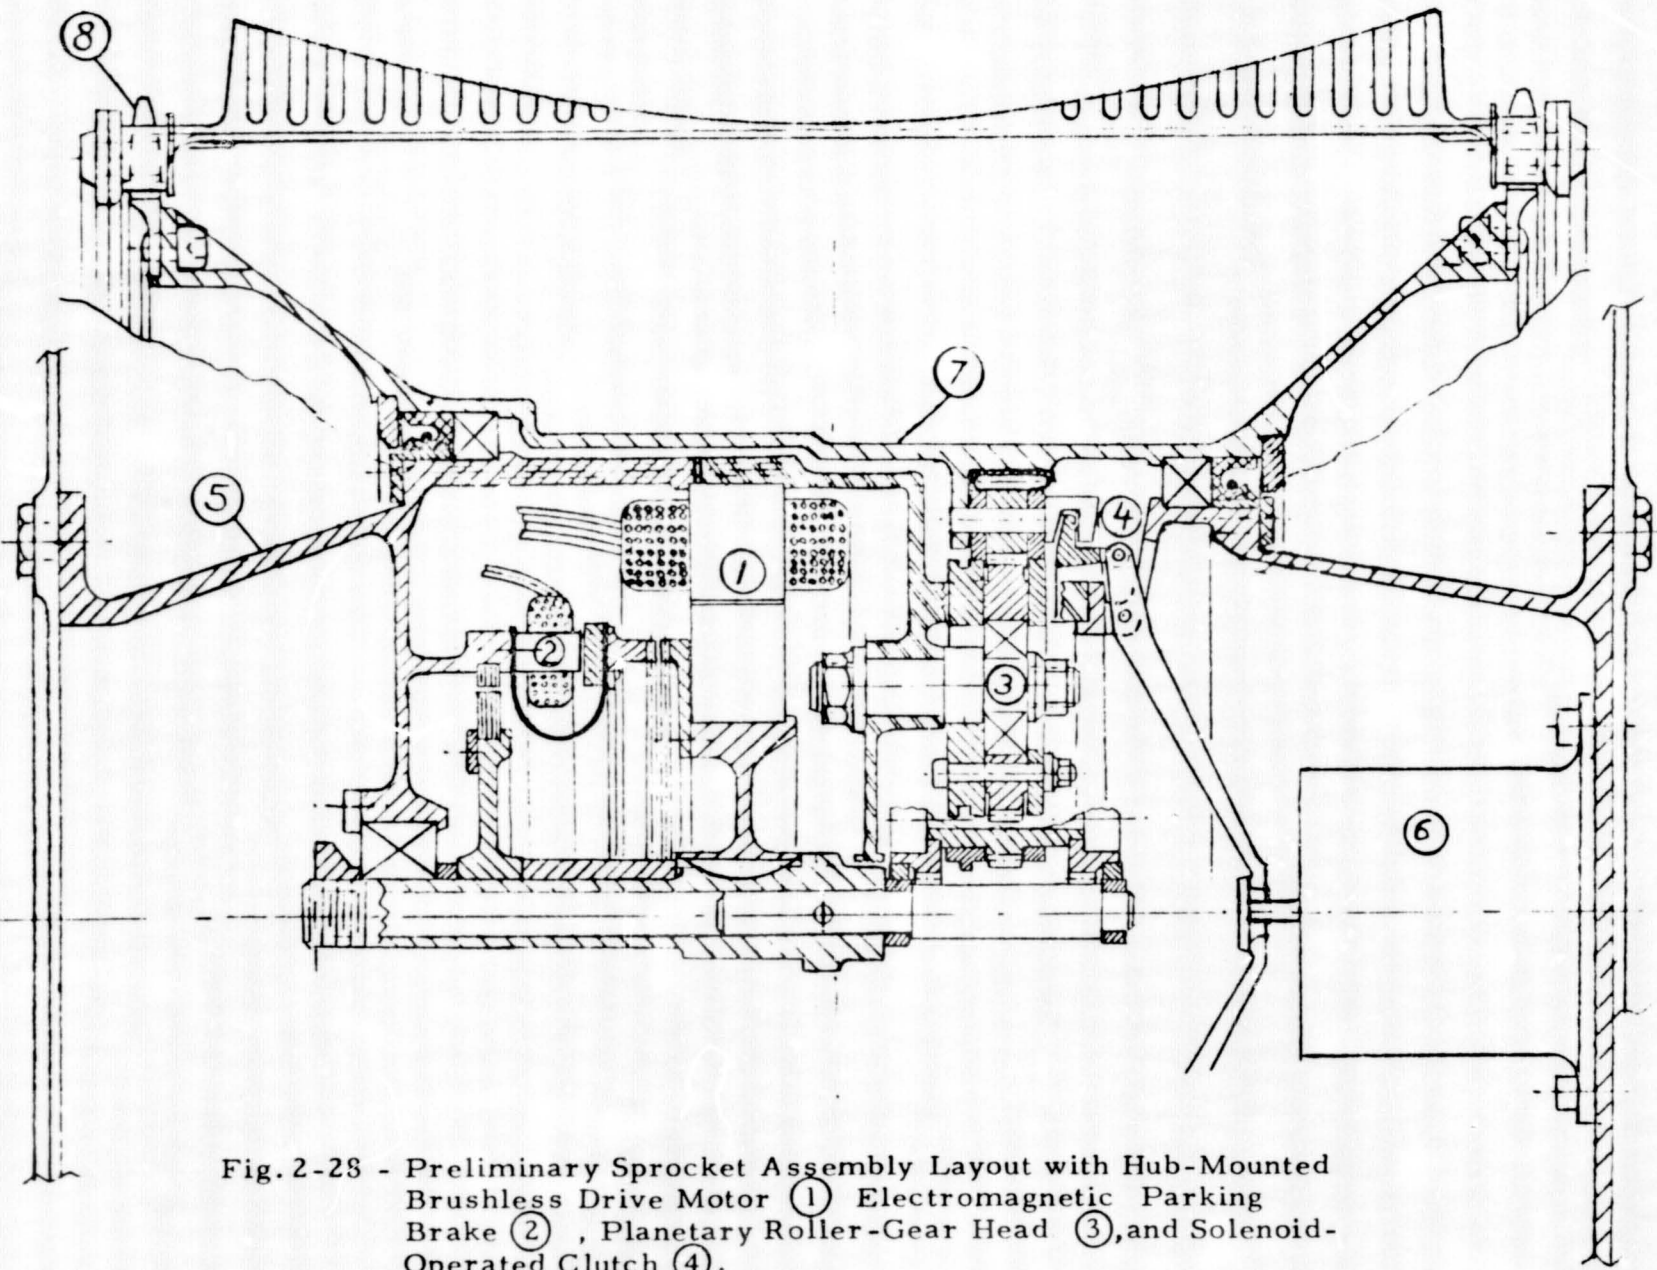 8
7
5
4
1
2
3
6
Fig. 2-28 - Preliminary Sprocket Assembly Layout with Hub-Mounted
Brushless Drive Motor 1 Electromagnetic Parking
Brake 2 , Planetary Roller-Gear Head 3, and Solenoid-
Operated Clutch 4.